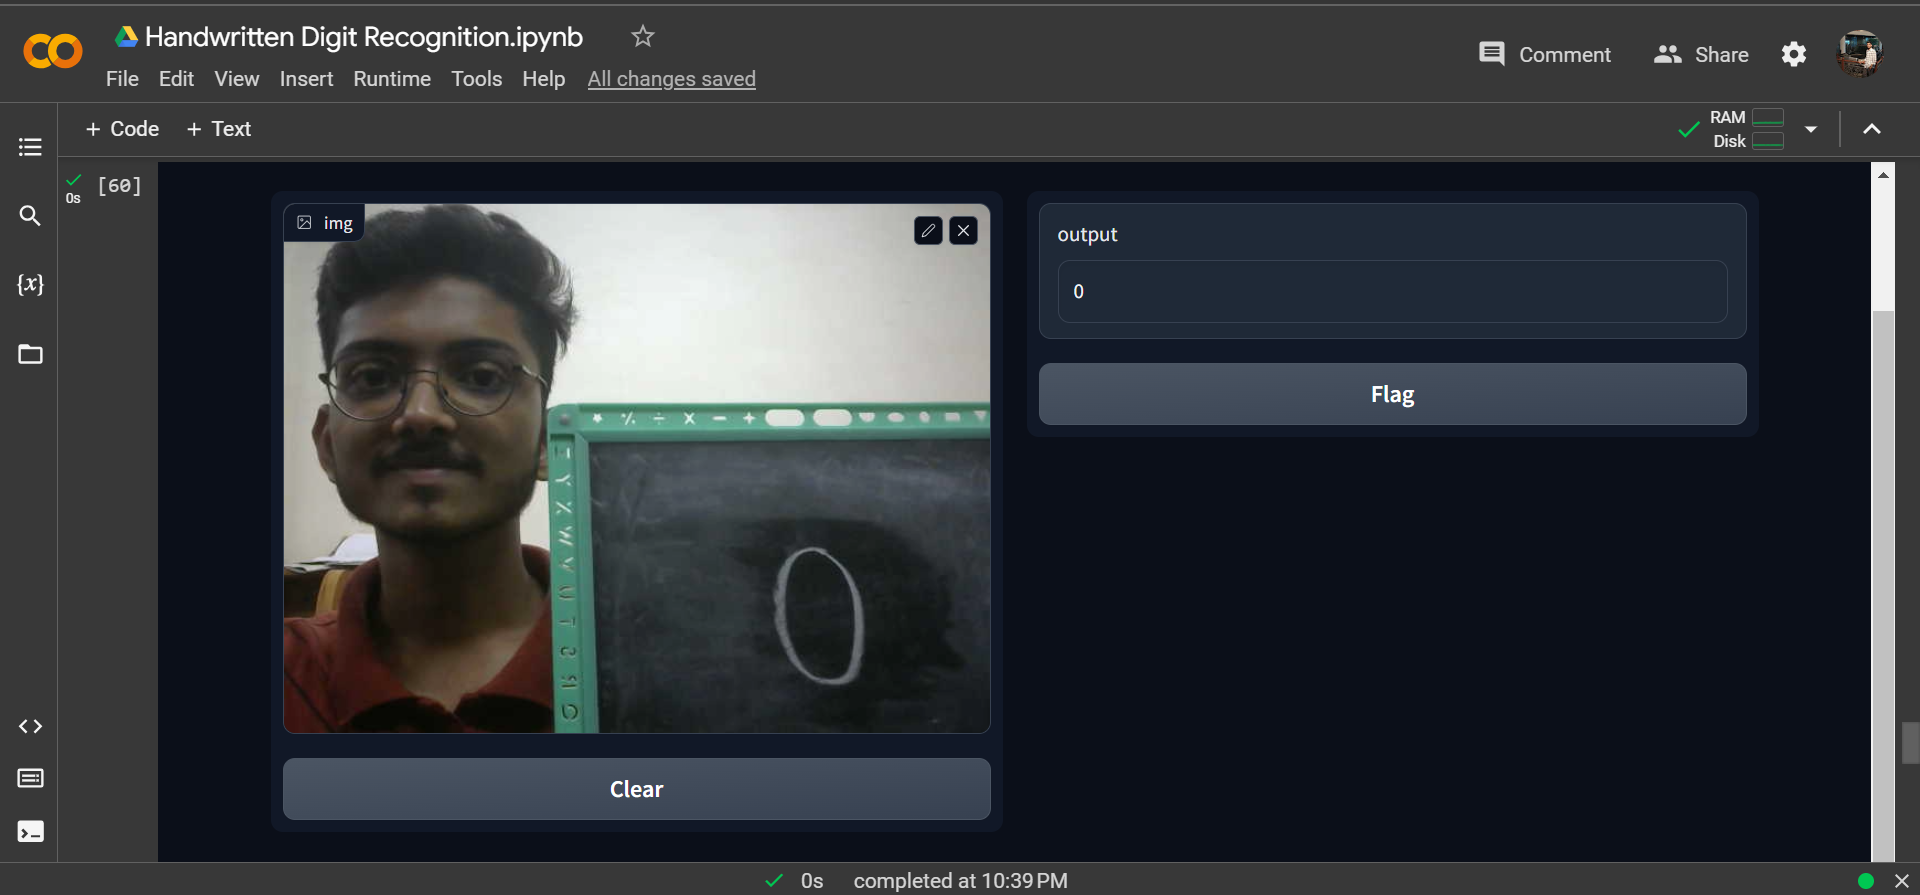 Handwritten Digit Recognition.ipynb
File Edit View Insert Runtime Tools Help All changes saved
Comment Share
+ Code + Text
RAM
Disk
{x}
0s [60]
img
output
0
Flag
* % ÷ X − +
Y
X
W
V
U
T
0
Clear
0s completed at 10:39 PM